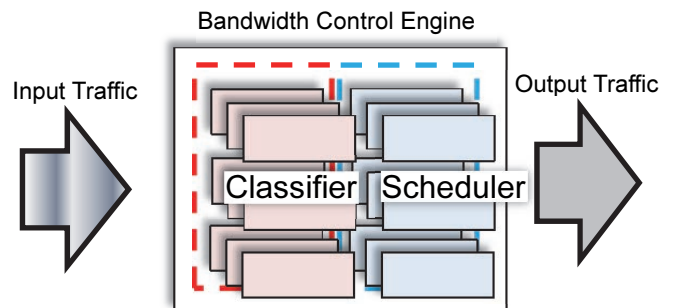 Bandwidth Control Engine
Input Traffic
Output Traffic
Classifier
Scheduler